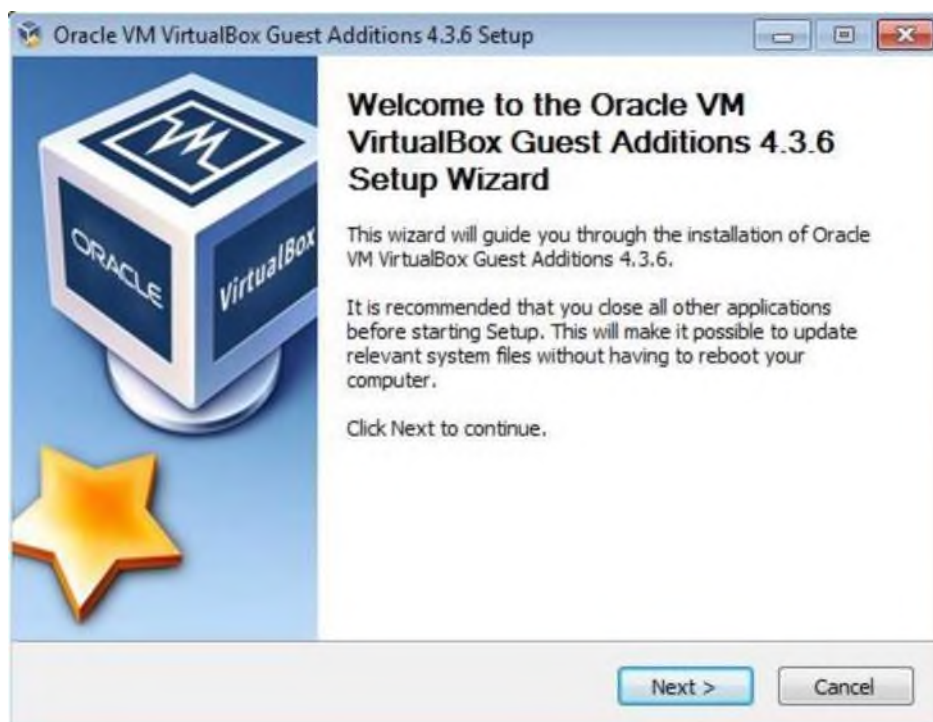 Oracle VM VirtualBox Guest Additions 4.3.6 Setup
Welcome to the Oracle VM
VirtualBox Guest Additions 4.3.6
Setup Wizard
This wizard will guide you through the installation of Oracle
VM VirtualBox Guest Additions 4.3.6.
It is recommended that you close all other applications
before starting Setup. This will make it possible to update
relevant system files without having to reboot your
computer.
Click Next to continue.
ORACLE
VirtualBox
Next >
Cancel